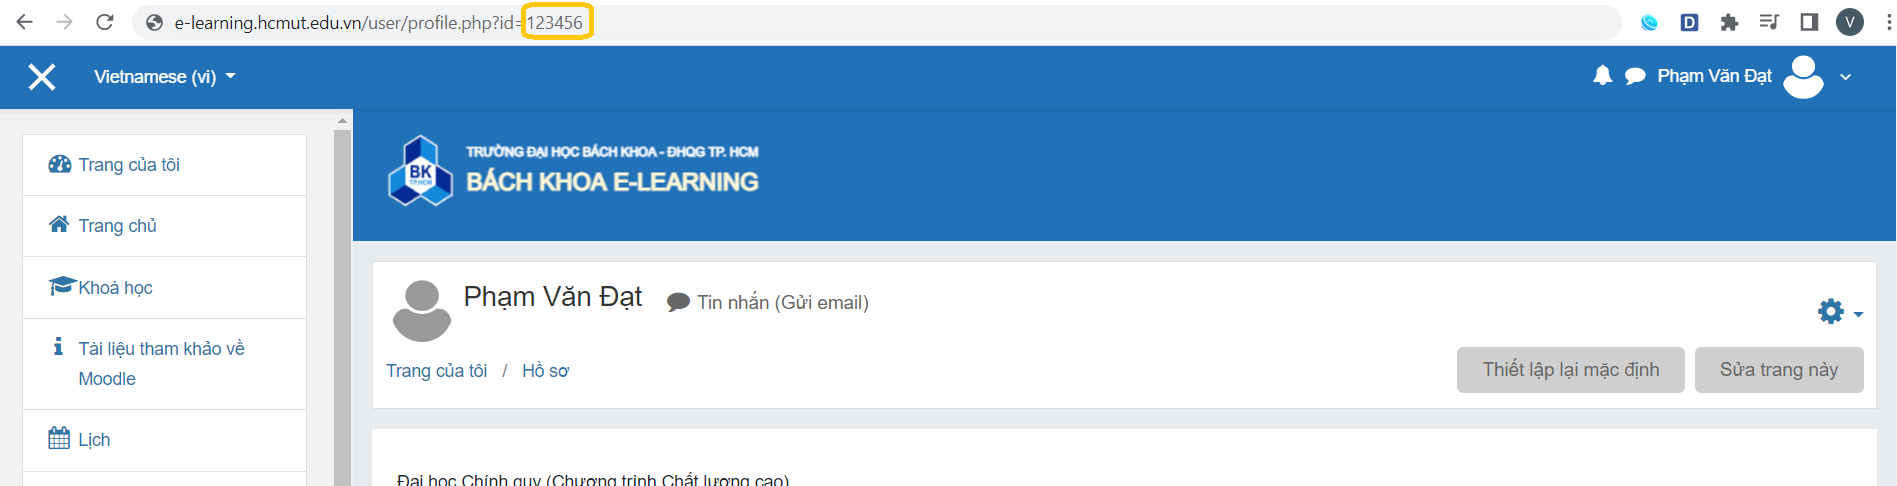 e-learning.hcmut.edu.vn/user/profile.php?id=123456
D
V
Vietnamese (vi)
Phạm Văn Đạt
Trang của tôi
Trang chủ
Khoá học
Tài liệu tham khảo về
Moodle
Lịch
BK
TP.HCM
TRƯỜNG ĐẠI HỌC BÁCH KHOA - ĐHQG TP. HCM
BÁCH KHOA E-LEARNING
Phạm Văn Đạt
Tin nhắn (Gửi email)
Trang của tôi / Hồ sơ
Thiết lập lại mặc định
Sửa trang này
Đại học Chính quy (Chương trình Chất lượng cao)